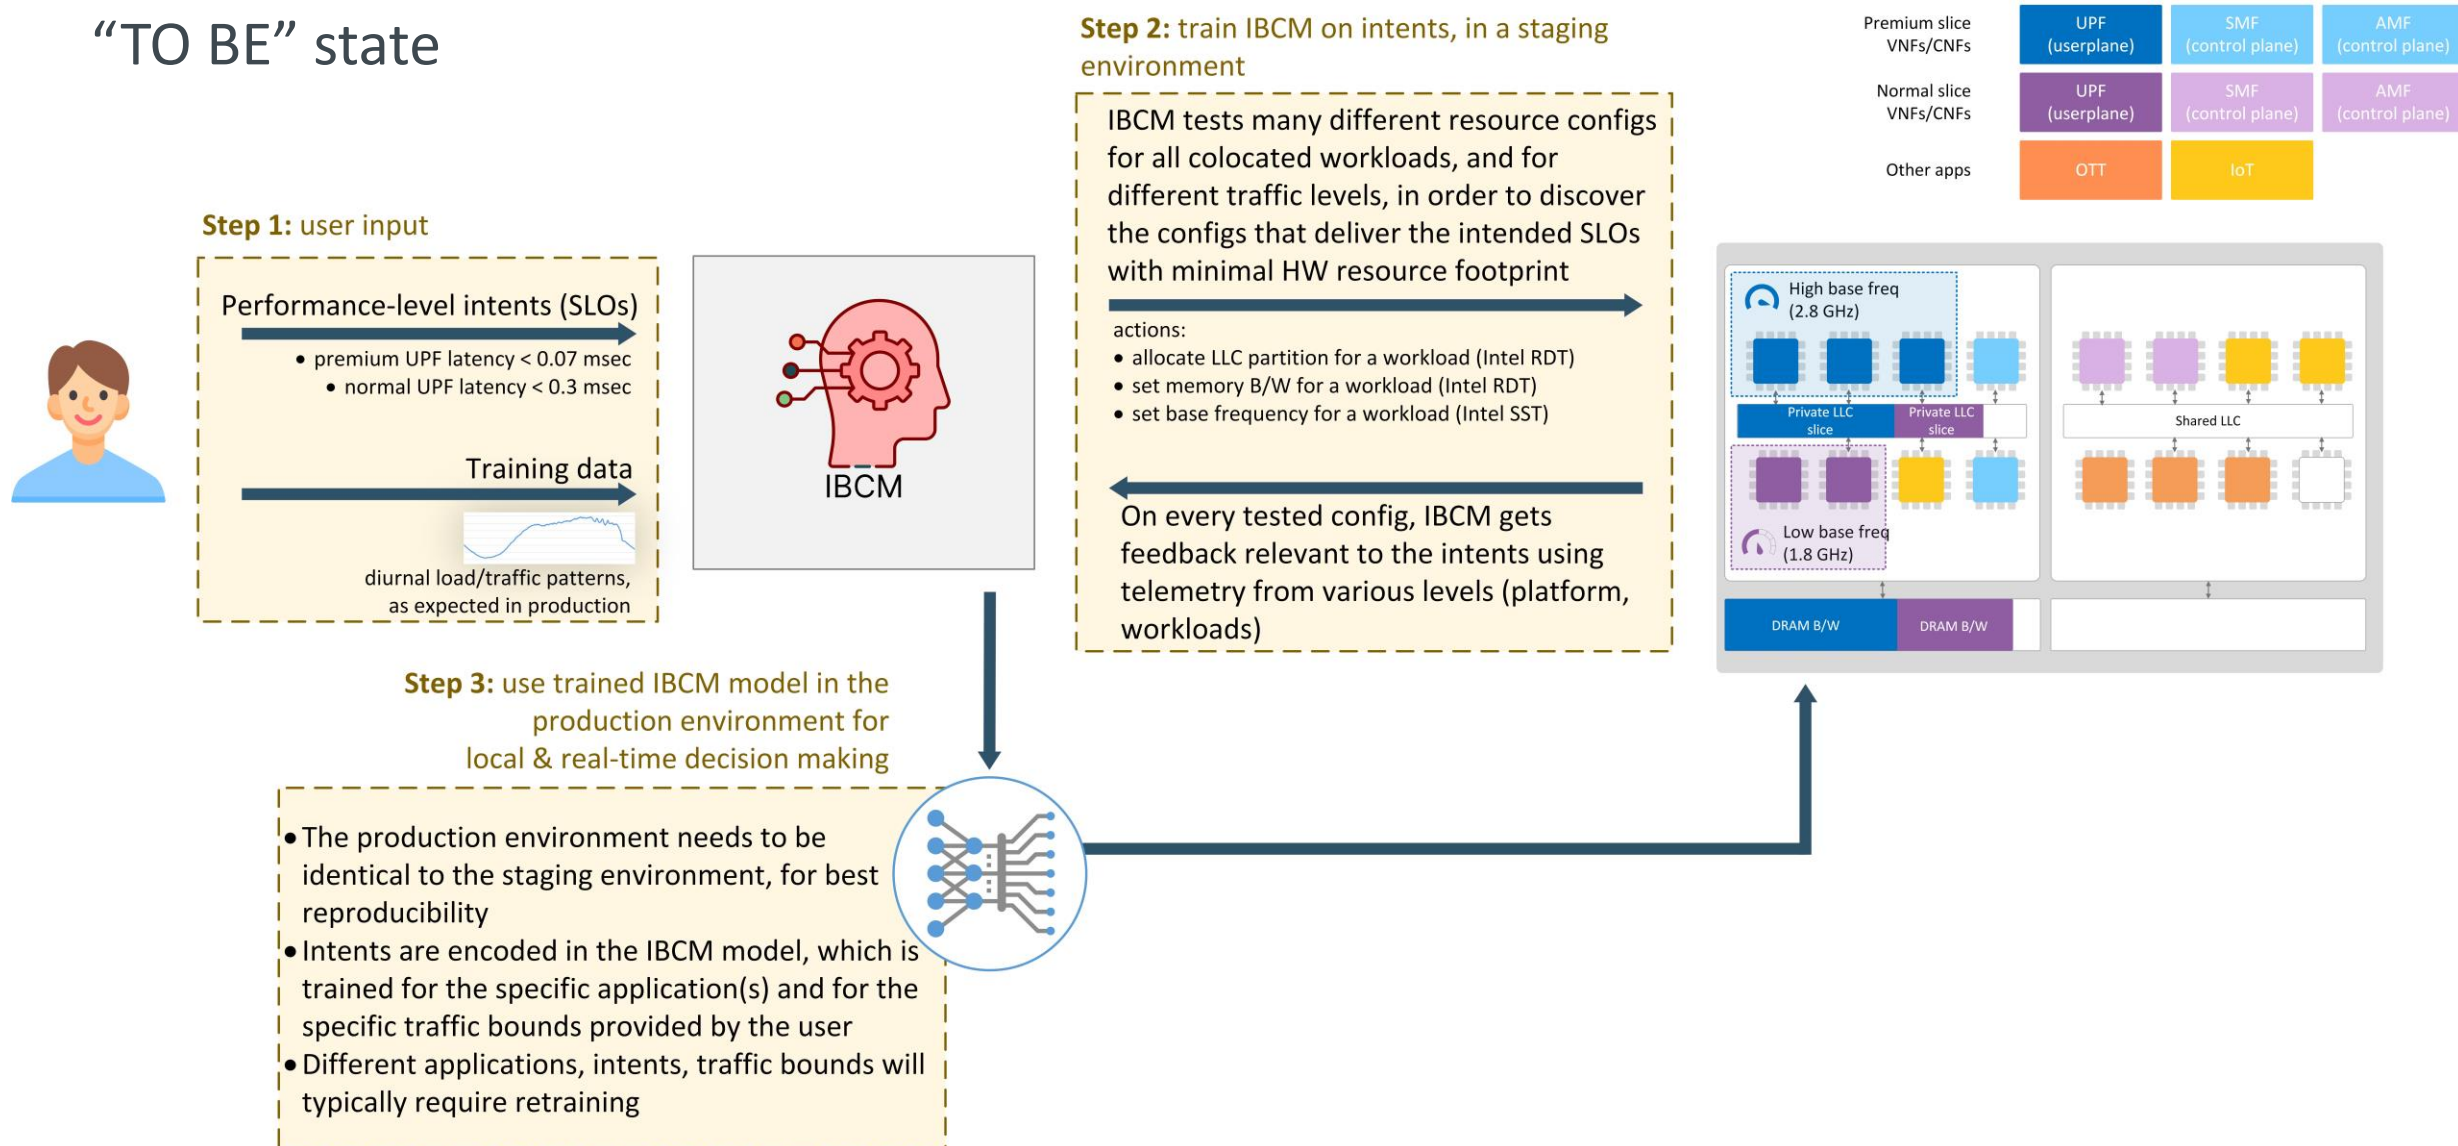 “TO BE” state
Step 1: user input
Performance-level intents (SLOs)
• premium UPF latency < 0.07 msec
• normal UPF latency < 0.3 msec
Training data
diurnal load/traffic patterns,
as expected in production
IBCM
Step 2: train IBCM on intents, in a staging
environment
IBCM tests many different resource configs
for all colocated workloads, and for
different traffic levels, in order to discover
the configs that deliver the intended SLOs
with minimal HW resource footprint
actions:
• allocate LLC partition for a workload (Intel RDT)
• set memory B/W for a workload (Intel RDT)
• set base frequency for a workload (Intel SST)
On every tested config, IBCM gets
feedback relevant to the intents using
telemetry from various levels (platform,
workloads)
Step 3: use trained IBCM model in the
production environment for
local & real-time decision making
• The production environment needs to be
identical to the staging environment, for best
reproducibility
• Intents are encoded in the IBCM model, which is
trained for the specific application(s) and for the
specific traffic bounds provided by the user
• Different applications, intents, traffic bounds will
typically require retraining
Premium slice
VNFs/CNFs
UPF
(userplane)
SMF
(control plane)
AMF
(control plane)
Normal slice
VNFs/CNFs
UPF
(userplane)
SMF
(control plane)
AMF
(control plane)
Other apps
OTT
IoT
High base freq
(2.8 GHz)
Private LLC
slice
Private LLC
slice
Low base freq
(1.8 GHz)
DRAM B/W
DRAM B/W
Shared LLC